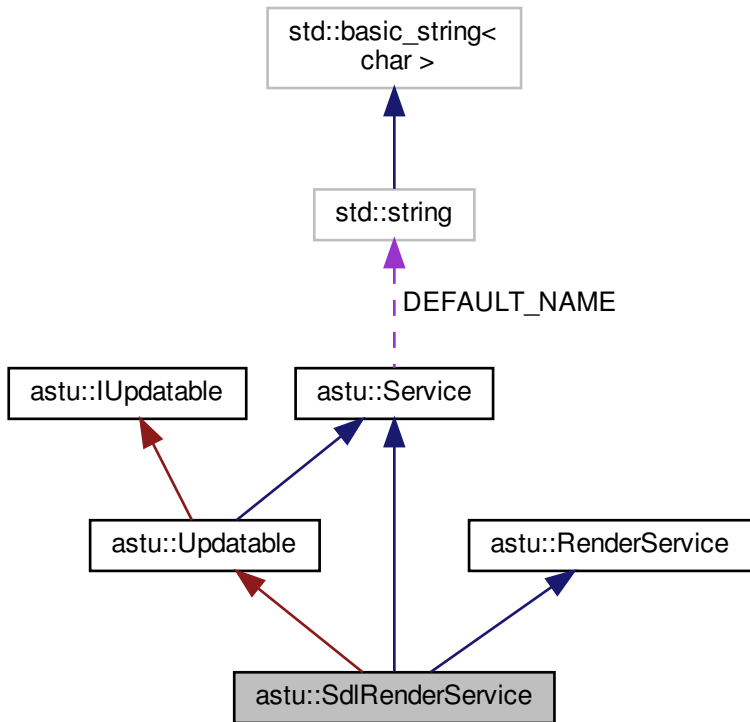 std::basic_string<
char >
std::string
DEFAULT_NAME
astu::IUpdatable
astu::Service
astu::Updatable
astu::RenderService
astu::SdlRenderService